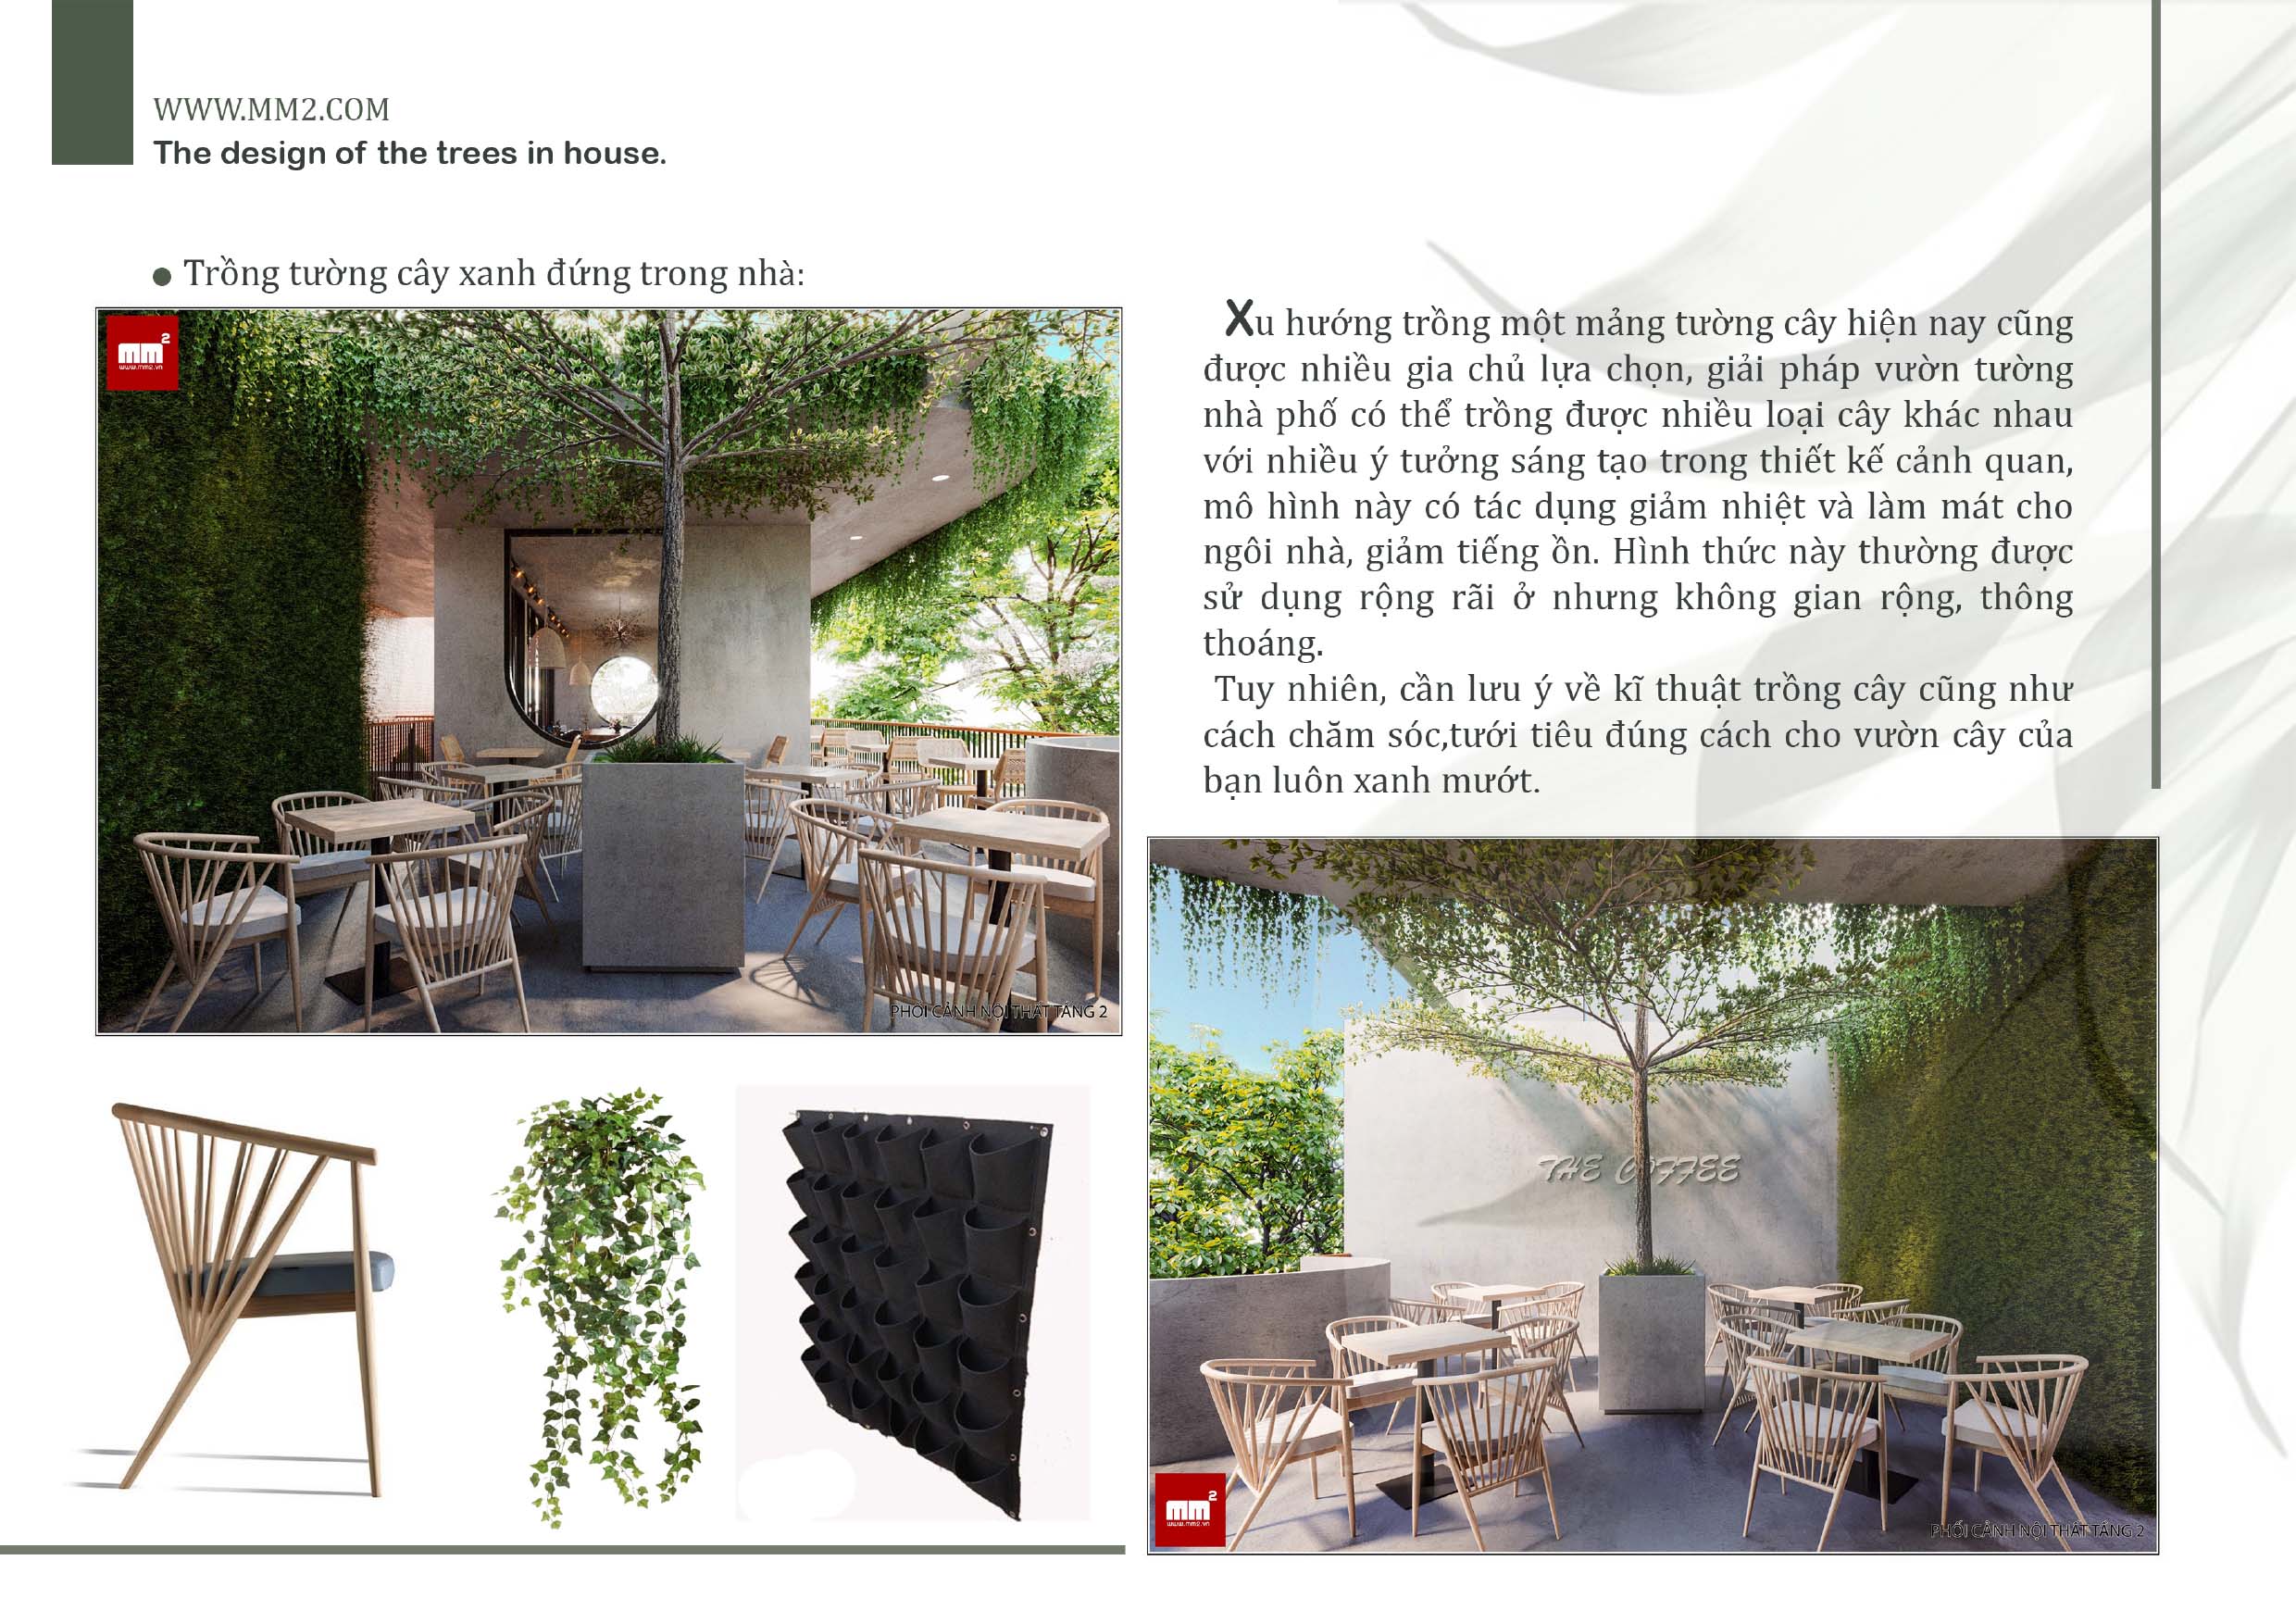 WWW.MM2.COM
The design of the trees in house.
Trồng tường cây xanh đứng trong nhà:
mm2
www.mm2.vn
PHỐI CẢNH NỘI THẤT TẦNG 2
Xu hướng trồng một mảng tường cây hiện nay cũng
được nhiều gia chủ lựa chọn, giải pháp vườn tường
nhà phố có thể trồng được nhiều loại cây khác nhau
với nhiều ý tưởng sáng tạo trong thiết kế cảnh quan,
mô hình này có tác dụng giảm nhiệt và làm mát cho
ngôi nhà, giảm tiếng ồn. Hình thức này thường được
sử dụng rộng rãi ở nhưng không gian rộng, thông
thoáng.
Tuy nhiên, cần lưu ý về kĩ thuật trồng cây cũng như
cách chăm sóc,tưới tiêu đúng cách cho vườn cây của
bạn luôn xanh mướt.
THE COFFEE
mm2
www.mm2.vn
PHỐI CẢNH NỘI THẤT TẦNG 2